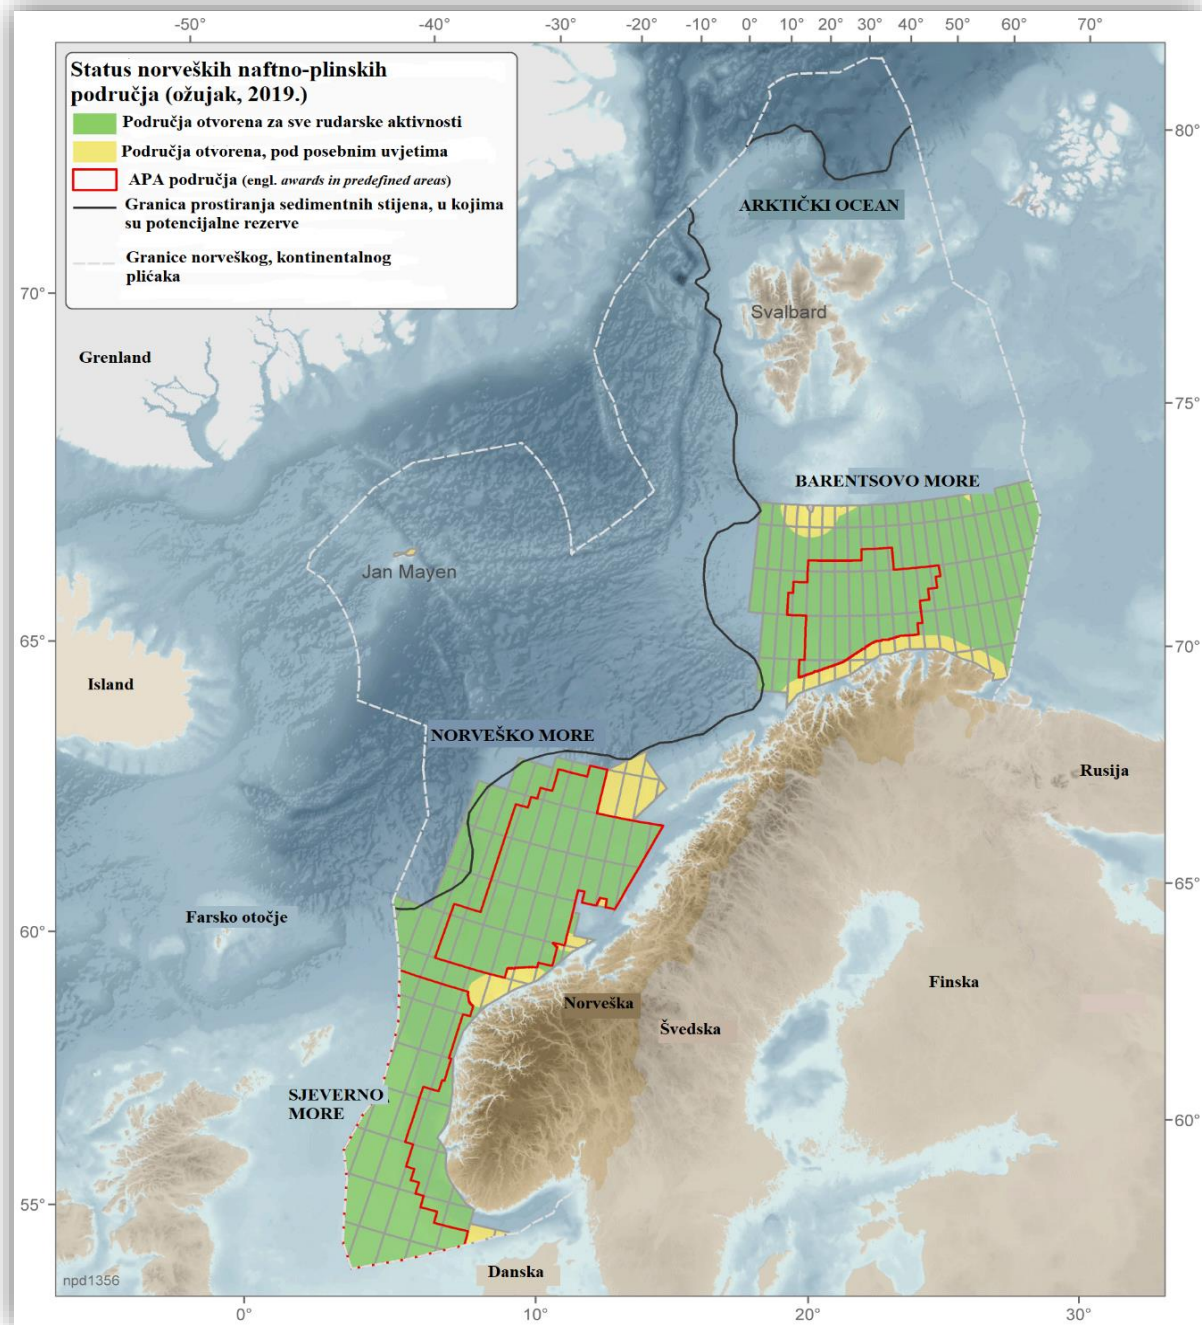 -50° -40° -30° -20° -10° 0° 10° 20° 30° 40° 50° 60° 70°
Status norveških naftno-plinskih
područja (ožujak, 2019.)
Područja otvorena za sve rudarske aktivnosti
Područja otvorena, pod posebnim uvjetima
APA područja (engl. awards in predefined areas)
Granica prostiranja sedimentnih stijena, u kojima
su potencijalne rezerve
Granice norveškog, kontinentalnog
plićaka
80°
ARKTIČKI OCEAN
70°
Svalbard
Grenland
75°
BARENTSOVO MORE
Jan Mayen
65°
70°
Island
NORVEŠKO MORE
Rusija
65°
Farsko otočje
60°
Finska
Norveška
Švedska
SJEVERNO
MORE
60°
55°
Danska
npd1356
0° 10° 20° 30°